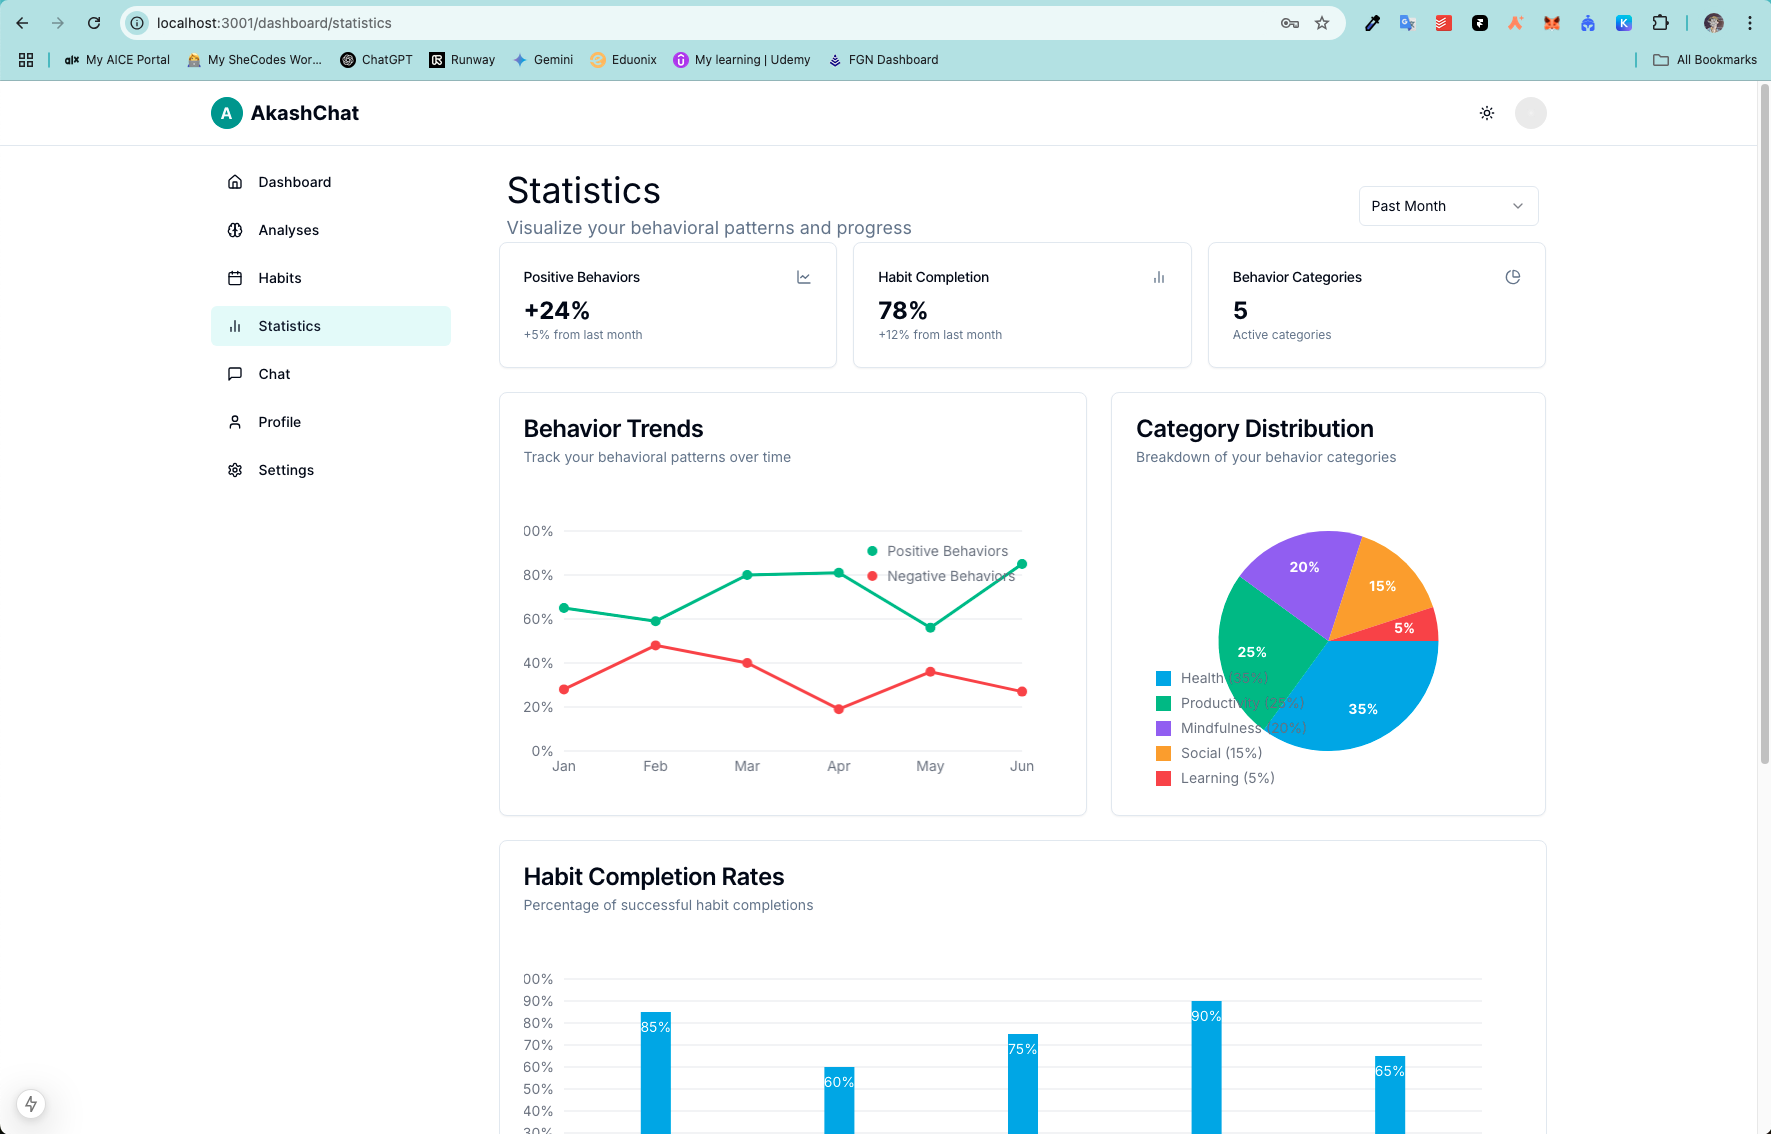 localhost:3001/dashboard/statistics
My AICE Portal
My SheCodes Wor...
ChatGPT
Runway
Gemini
Eduonix
My learning | Udemy
FGN Dashboard
All Bookmarks
A AkashChat
Dashboard
Analyses
Habits
Statistics
Chat
Profile
Settings
Statistics
Visualize your behavioral patterns and progress
Past Month
Positive Behaviors
+24%
+5% from last month
Habit Completion
78%
+12% from last month
Behavior Categories
5
Active categories
Behavior Trends
Track your behavioral patterns over time
00%
80%
60%
40%
20%
0%
Positive Behaviors
Negative Behaviors
Jan
Feb
Mar
Apr
May
Jun
Category Distribution
Breakdown of your behavior categories
20%
15%
5%
25%
35%
Health (35%)
Productivity (25%)
Mindfulness (20%)
Social (15%)
Learning (5%)
Habit Completion Rates
Percentage of successful habit completions
00%
90%
80%
70%
60%
50%
40%
30%
85%
60%
75%
90%
65%